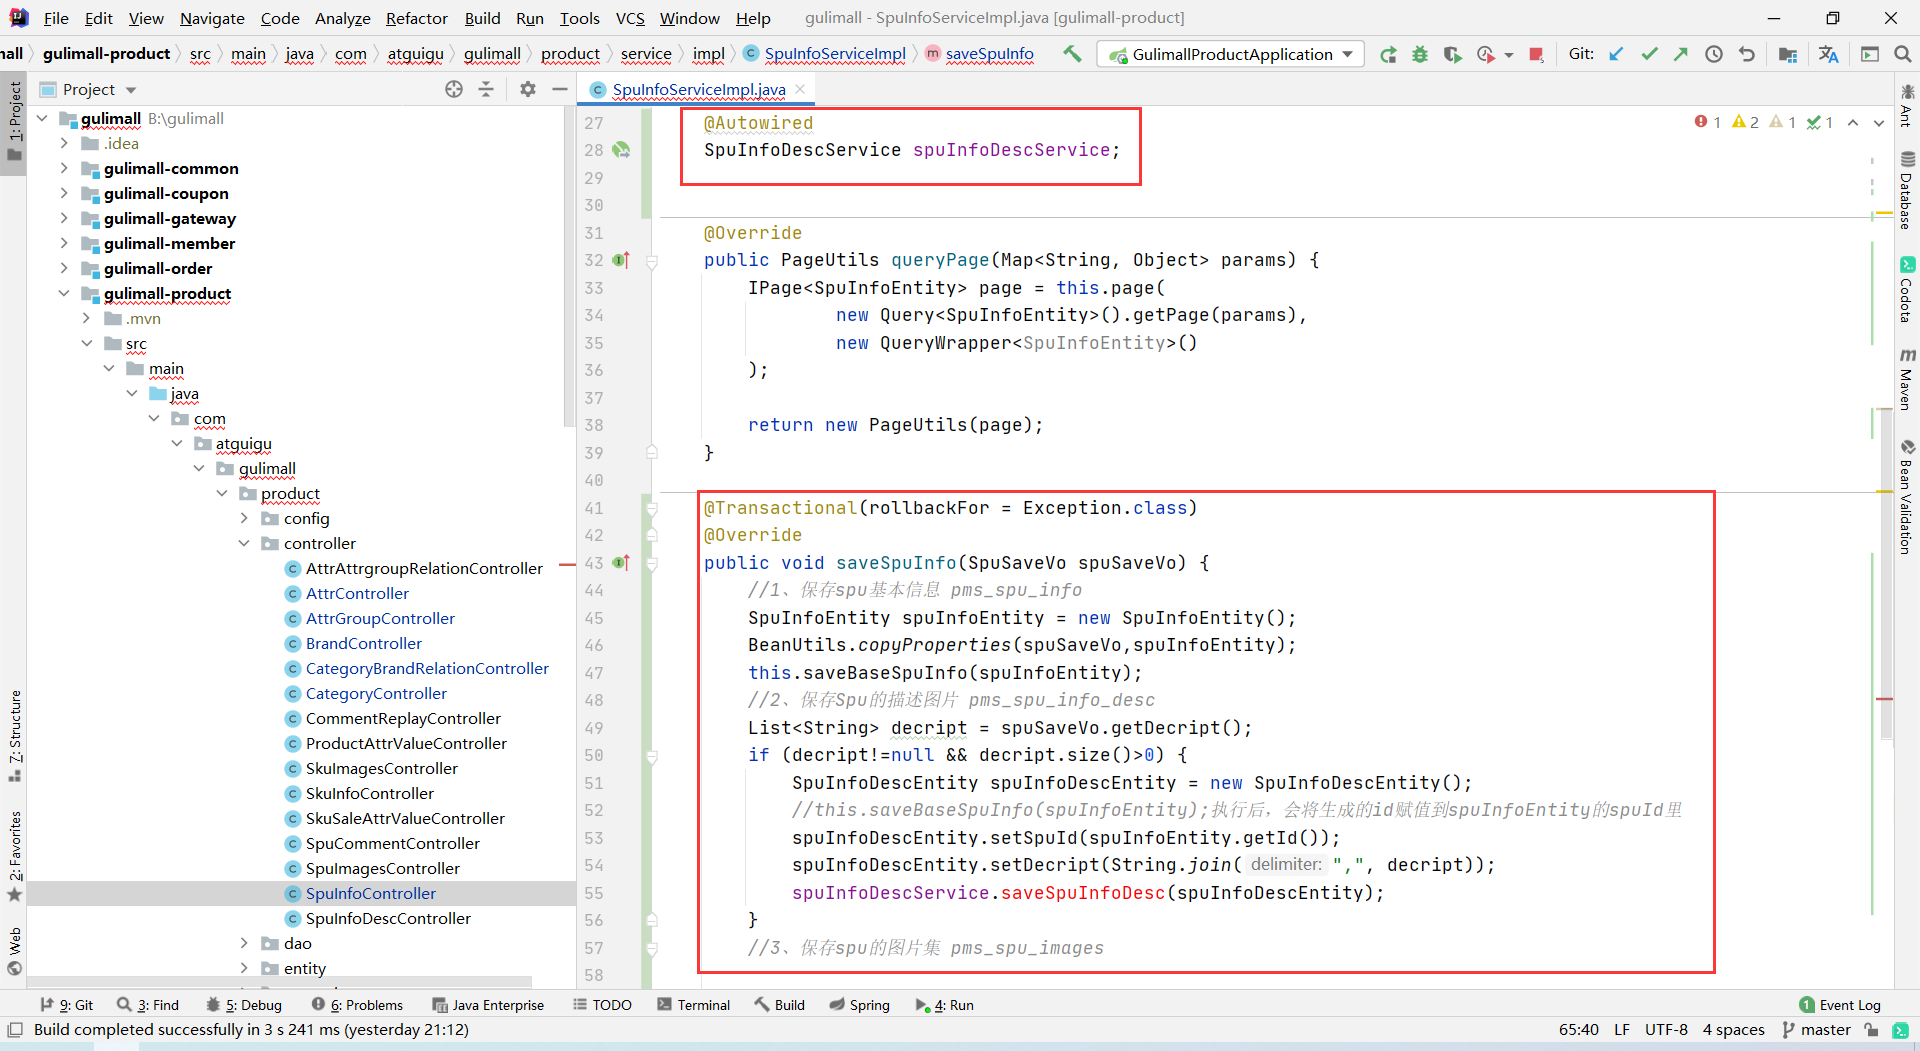 File Edit View Navigate Code Analyze Refactor Build Run Tools VCS Window Help gulimall - SpuInfoServiceImpl.java [gulimall-product]
nall gulimall-product src main java com atguigu gulimall product service impl SpuInfoServiceImpl saveSpuInfo GulimallProductApplication Git:
Project
SpuInfoServiceImpl.java
1: Project
7: Structure
2: Favorites
Web
gulimall B:\gulimall
.idea
gulimall-common
gulimall-coupon
gulimall-gateway
gulimall-member
gulimall-order
gulimall-product
.mvn
src
main
java
com
atguigu
gulimall
product
config
controller
AttrAttrgroupRelationController
AttrController
AttrGroupController
BrandController
CategoryBrandRelationController
CategoryController
CommentReplayController
ProductAttrValueController
SkuImagesController
SkuInfoController
SkuSaleAttrValueController
SpuCommentController
SpuImagesController
SpuInfoController
SpuInfoDescController
dao
entity
1 2 1 1
27 @Autowired
28 SpuInfoDescService spuInfoDescService;
29
30
31 @Override
32 public PageUtils queryPage(Map<String, Object> params) {
33 IPage<SpuInfoEntity> page = this.page(
34 new Query<SpuInfoEntity>().getPage(params),
35 new QueryWrapper<SpuInfoEntity>()
36 );
37
38 return new PageUtils(page);
39 }
40
41 @Transactional(rollbackFor = Exception.class)
42 @Override
43 public void saveSpuInfo(SpuSaveVo spuSaveVo) {
44 //1、保存spu基本信息 pms_spu_info
45 SpuInfoEntity spuInfoEntity = new SpuInfoEntity();
46 BeanUtils.copyProperties(spuSaveVo,spuInfoEntity);
47 this.saveBaseSpuInfo(spuInfoEntity);
48 //2、保存Spu的描述图片 pms_spu_info_desc
49 List<String> decript = spuSaveVo.getDecript();
50 if (decript!=null && decript.size()>0) {
51 SpuInfoDescEntity spuInfoDescEntity = new SpuInfoDescEntity();
52 //this.saveBaseSpuInfo(spuInfoEntity);执行后，会将生成的id赋值到spuInfoEntity的spuId里
53 spuInfoDescEntity.setSpuId(spuInfoEntity.getId());
54 spuInfoDescEntity.setDecript(String.join( delimiter: ",", decript));
55 spuInfoDescService.saveSpuInfoDesc(spuInfoDescEntity);
56 }
57 //3、保存spu的图片集 pms_spu_images
58
Ant
Database
Codota
Maven
Bean Validation
9: Git 3: Find 5: Debug 6: Problems Java Enterprise TODO Terminal Build Spring 4: Run 1 Event Log
Build completed successfully in 3 s 241 ms (yesterday 21:12) 65:40 LF UTF-8 4 spaces master